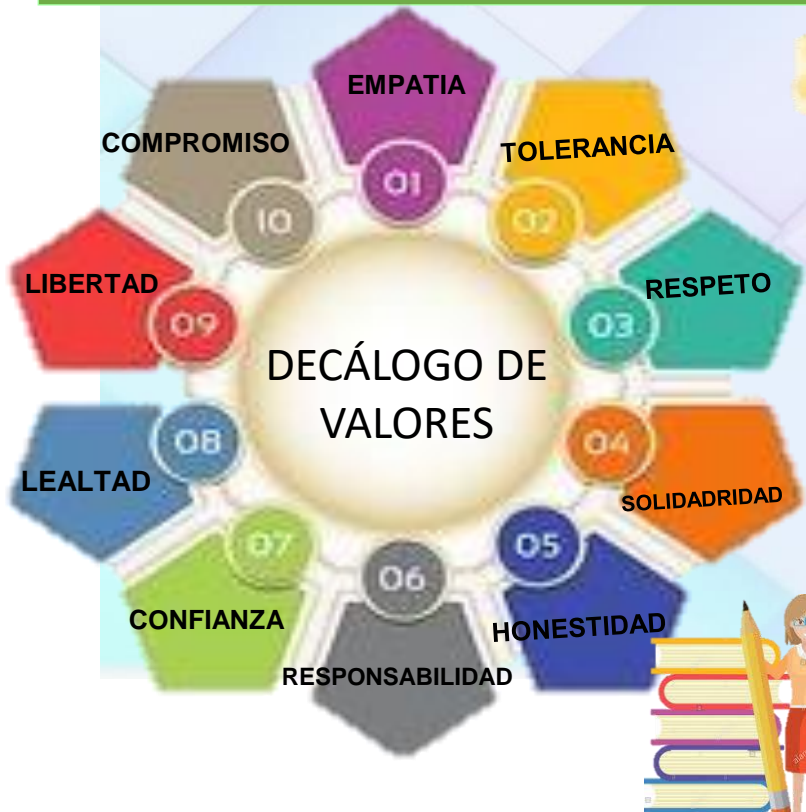 EMPATIA
01
TOLERANCIA
02
RESPETO
03
SOLIDADRIDAD
04
HONESTIDAD
05
RESPONSABILIDAD
06
CONFIANZA
07
LEALTAD
08
LIBERTAD
09
COMPROMISO
10
DECÁLOGO DE
VALORES